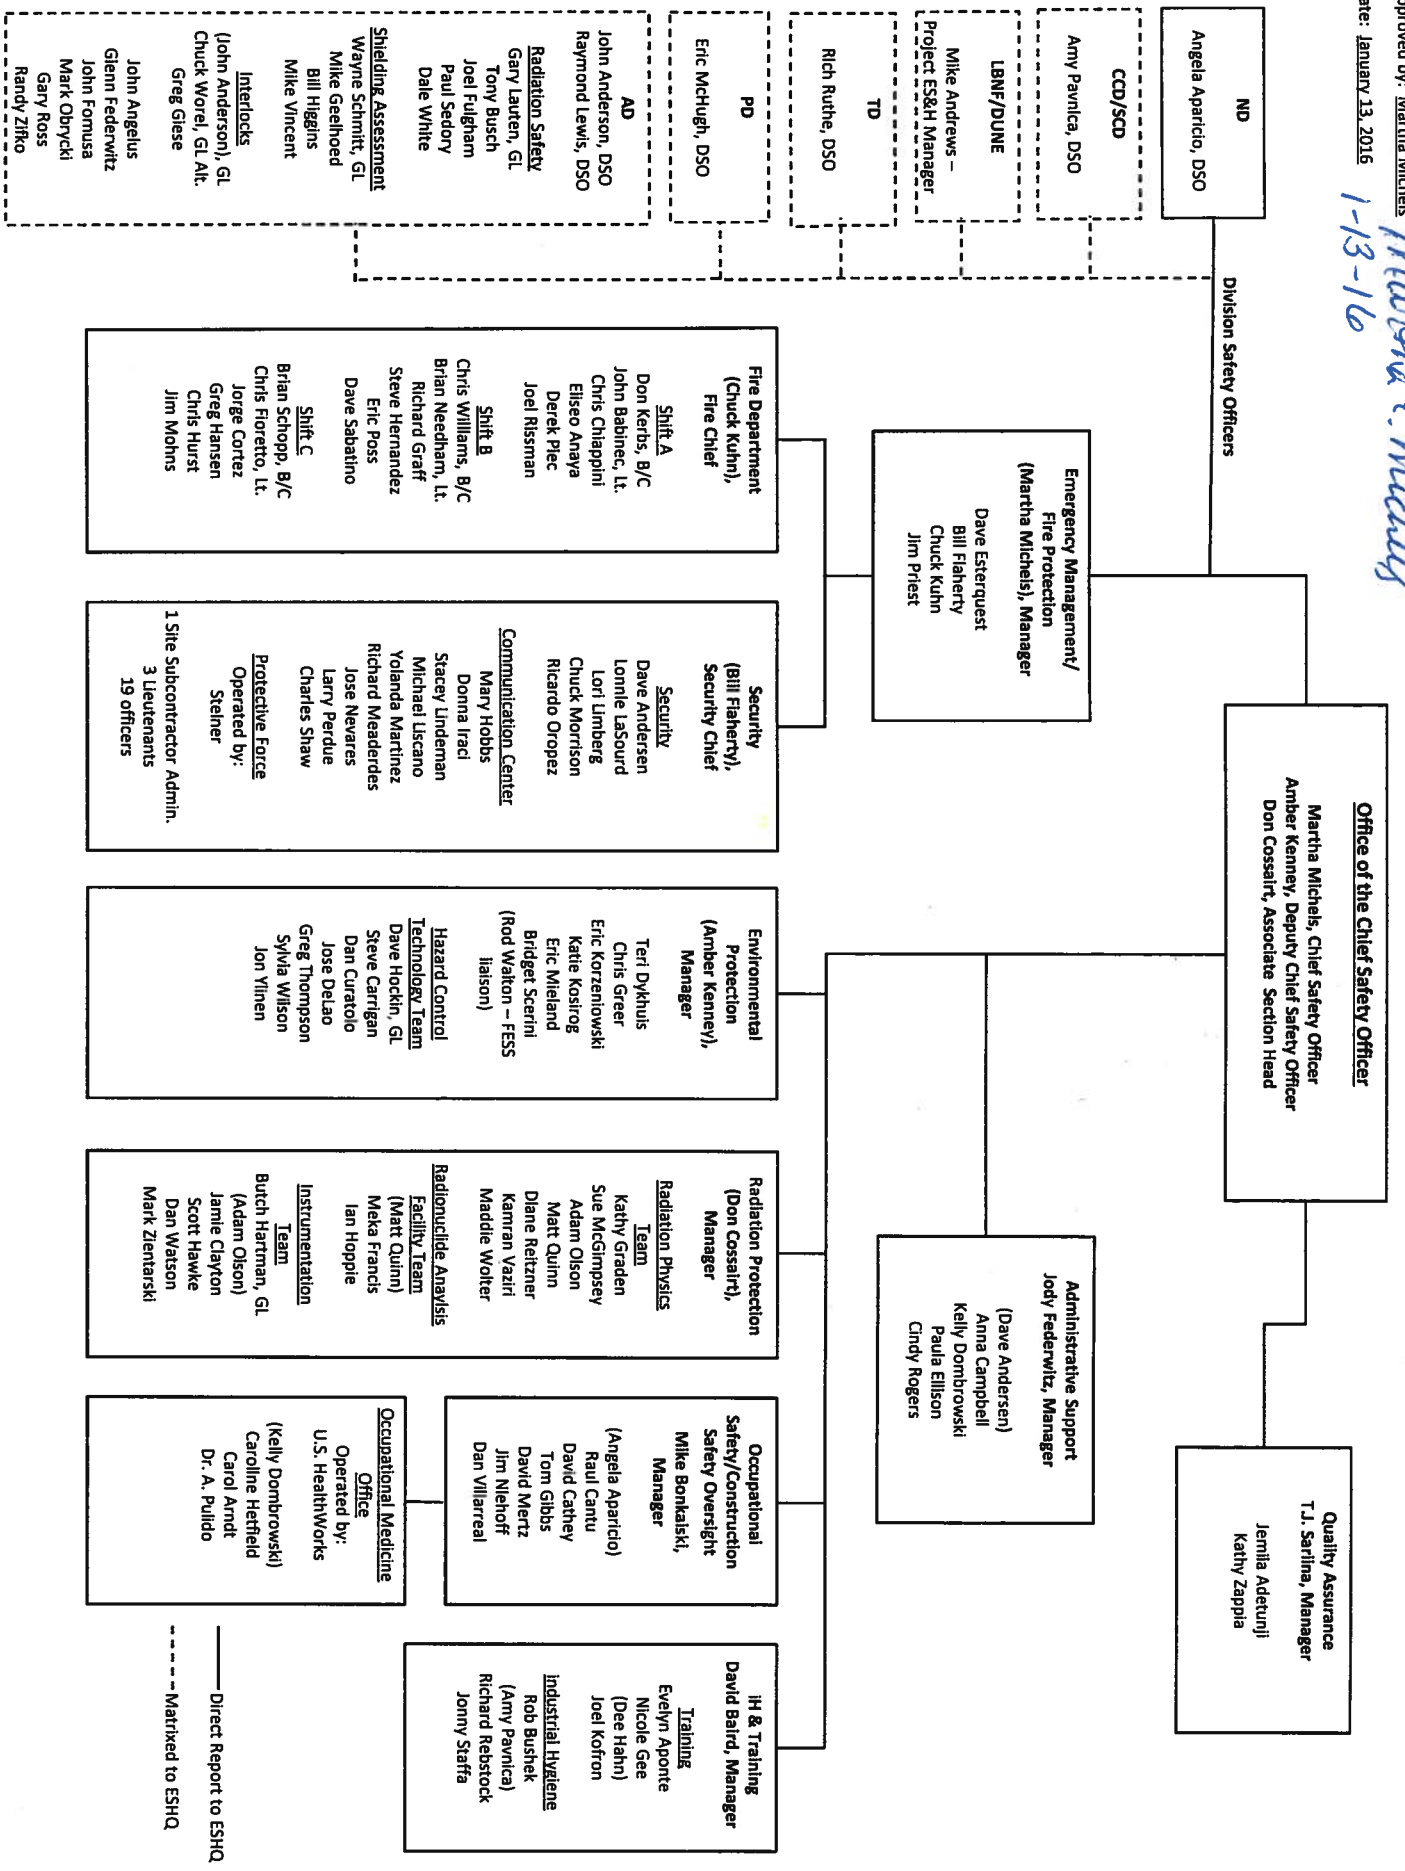 Approved by: Martha Michels
Date: January 13, 2016
1-13-16
Office of the Chief Safety Officer
Martha Michels, Chief Safety Officer
Amber Kenney, Deputy Chief Safety Officer
Don Cossairt, Associate Section Head
Quality Assurance
T.J. Sarlina, Manager
Jemila Adetunji
Kathy Zappia
Division Safety Officers
ND
Angela Aparicio, DSO
CCD/SCD
Amy Pavnica, DSO
LBNF/DUNE
Mike Andrews –
Project ES&H Manager
TD
Rich Ruthe, DSO
PD
Eric McHugh, DSO
AD
John Anderson, DSO
Raymond Lewis, DSO
Radiation Safety
Gary Lauten, GL
Tony Busch
Joel Fulgham
Paul Sedory
Dale White
Shielding Assessment
Wayne Schmitt, GL
Mike Geelhoed
Bill Higgins
Mike Vincent
Interlocks
(John Anderson), GL
Chuck Worel, GL Alt.
Greg Giese
John Angelus
Glenn Federwitz
John Fornusa
Mark Obrycki
Gary Ross
Randy Zifko
Emergency Management/
Fire Protection
(Martha Michels), Manager
Dave Esterquest
Bill Flaherty
Chuck Kuhn
Jim Priest
Administrative Support
Jody Federwitz, Manager
(Dave Andersen)
Anna Campbell
Kelly Dombrowski
Paula Ellison
Cindy Rogers
Fire Department
(Chuck Kuhn),
Fire Chief
Shift A
Don Kerbs, B/C
John Babinec, Lt.
Chris Chiappini
Eliseo Anaya
Derek Plec
Joel Rissman
Shift B
Chris Williams, B/C
Brian Needham, Lt.
Richard Graff
Steve Hernandez
Eric Poss
Dave Sabatino
Shift C
Brian Schopp, B/C
Chris Fioretto, Lt.
Jorge Cortez
Greg Hansen
Chris Hurst
Jim Mohns
Security
(Bill Flaherty),
Security Chief
Security
Dave Andersen
Lonnie LaSourd
Lori Limberg
Chuck Morrison
Ricardo Oropez
Communication Center
Mary Hobbs
Donna Iraci
Stacey Lindeman
Michael Liscano
Yolanda Martinez
Richard Meaderdes
Jose Nevares
Larry Perdue
Charles Shaw
Protective Force
Operated by:
Stelner
1 Site Subcontractor Admin.
3 Lieutenants
19 officers
Environmental
Protection
(Amber Kenney),
Manager
Teri Dykhuis
Chris Greer
Eric Korzeniowski
Katie Kosirog
Eric Mieland
Bridget Scerini
(Rod Walton – FESS
liaison)
Hazard Control
Technology Team
Dave Hockin, GL
Steve Carrigan
Dan Curatolo
Jose DeLao
Greg Thompson
Sylvia Wilson
Jon Ylinen
Radiation Protection
(Don Cossairt),
Manager
Radiation Physics
Team
Kathy Graden
Sue McGimpsey
Adam Olson
Matt Quinn
Diane Reitzner
Kamran Vaziri
Maddie Wolter
Radionuclide Anaylsis
Facility Team
(Matt Quinn)
Meka Francis
Ian Hoppie
Instrumentation
Team
Butch Hartman, GL
(Adam Olson)
Jamie Clayton
Scott Hawke
Dan Watson
Mark Zientarski
Occupational
Safety/Construction
Safety Oversight
Mike Bonkalski,
Manager
(Angela Aparicio)
Raul Cantu
David Cathey
Tom Gibbs
David Mertz
Jim Niehoff
Dan Villarreal
Occupational Medicine
Office
Operated by:
U.S. HealthWorks
(Kelly Dombrowski)
Caroline Hetfield
Carol Arndt
Dr. A. Pulido
IH & Training
David Baird, Manager
Training
Evelyn Aponte
Nicole Gee
(Dee Hahn)
Joel Kofron
Industrial Hygiene
Rob Bushek
(Amy Pavnica)
Richard Rebstock
Jonny Staffa
Direct Report to ESHQ
Matrixed to ESHQ